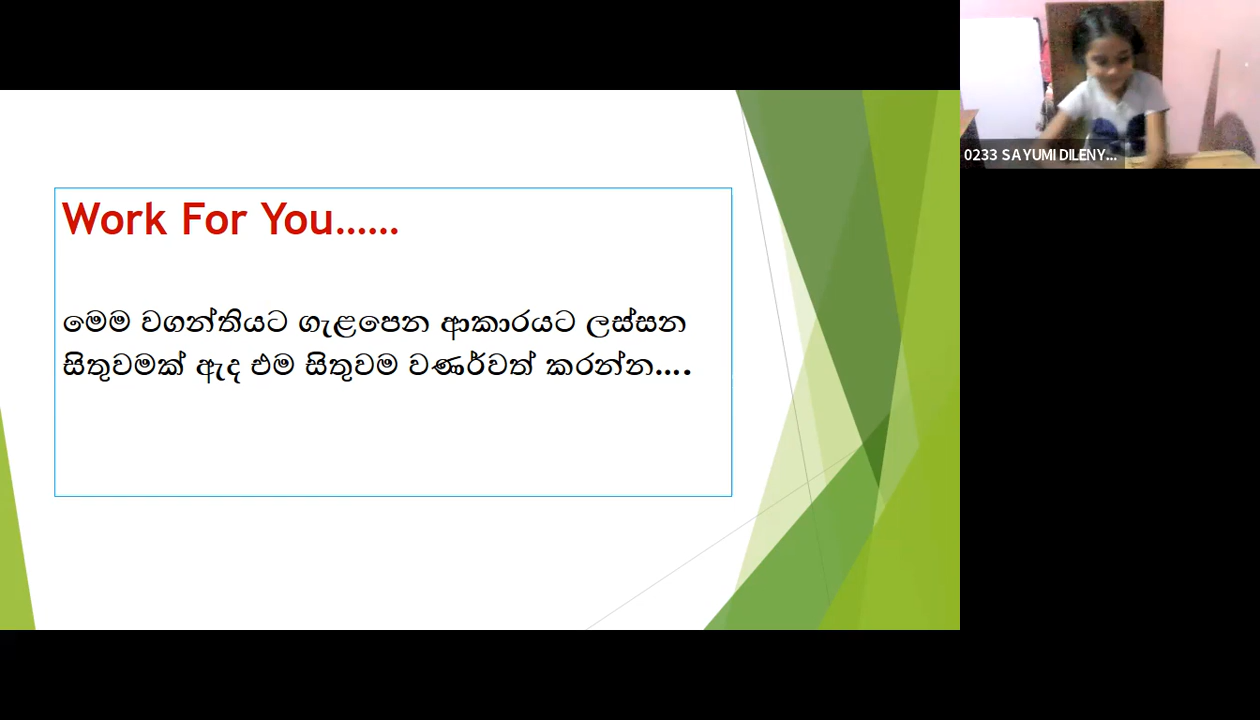 Work For You......
මෙම වගන්තියට ගැළපෙන ආකාරයට ලස්සන
සිතුවමක් ඇද එම සිතුවම වර්ණවත් කරන්න....
0233 SAYUMI DILENY...